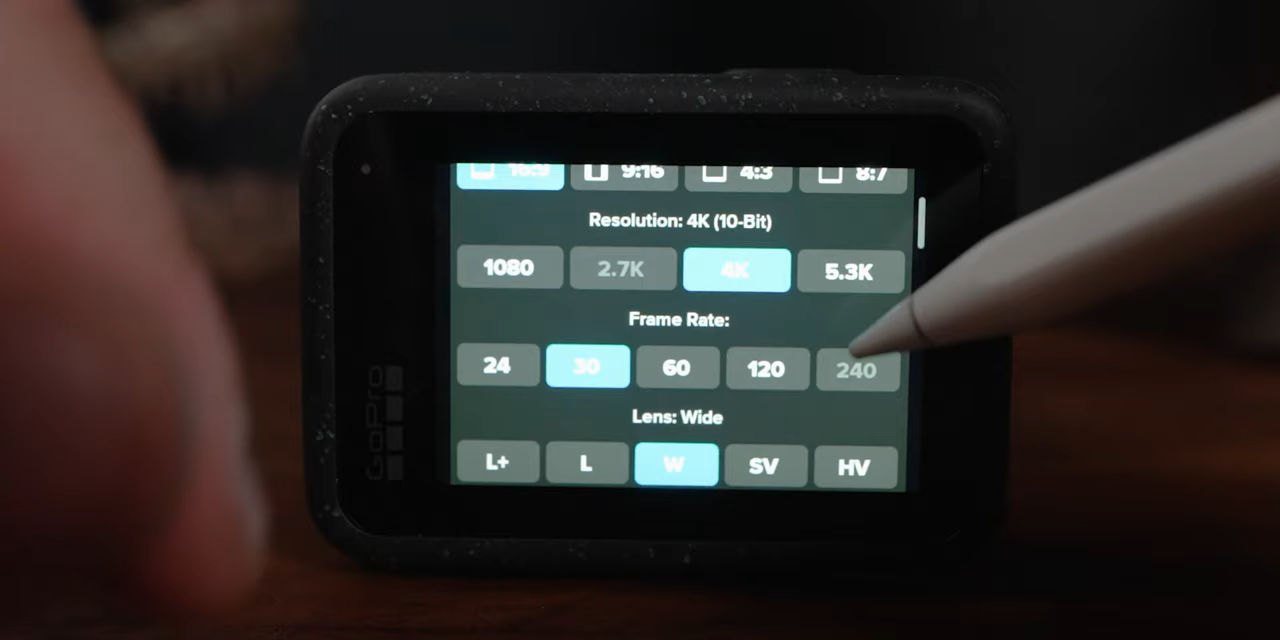 16:9 9:16 4:3 8:7
Resolution: 4K (10-Bit)
1080 2.7K 4K 5.3K
Frame Rate:
24 30 60 120 240
Lens: Wide
L+ L W SV HV
GoPro